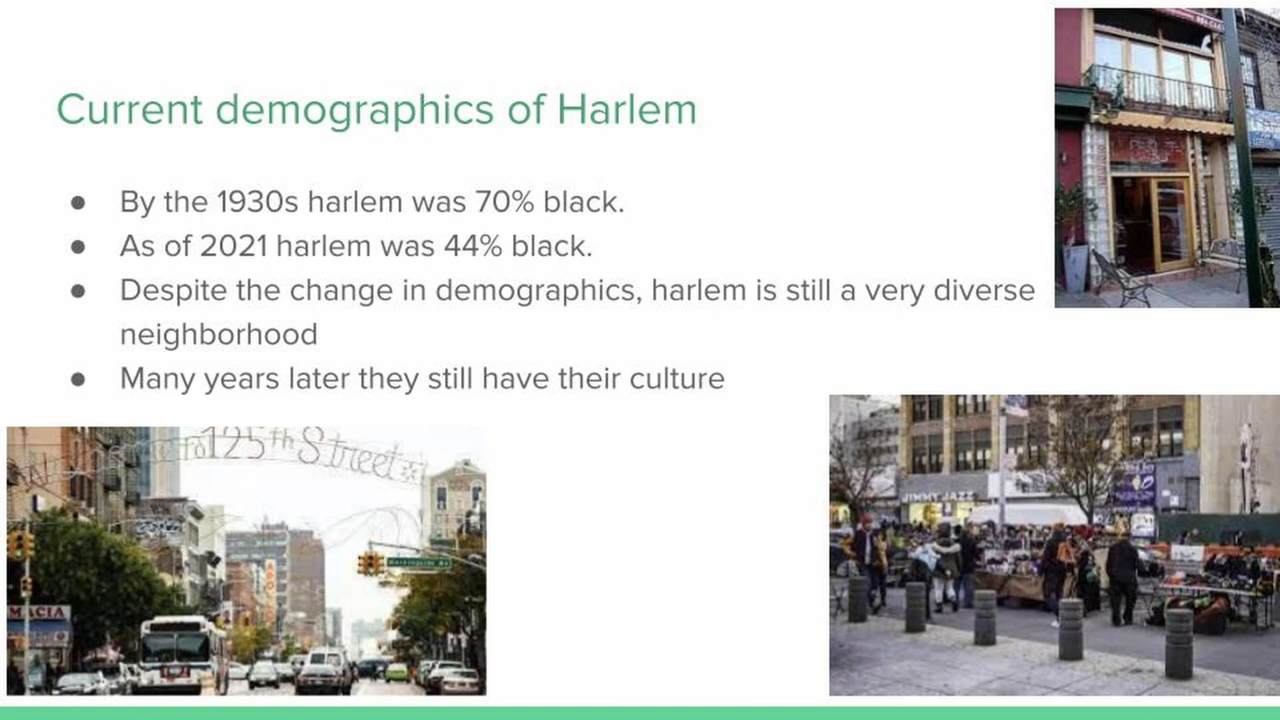 Current demographics of Harlem
● By the 1930s harlem was 70% black.
● As of 2021 harlem was 44% black.
● Despite the change in demographics, harlem is still a very diverse
neighborhood
● Many years later they still have their culture
125th Street
MACIA
JIMMY JAZZ